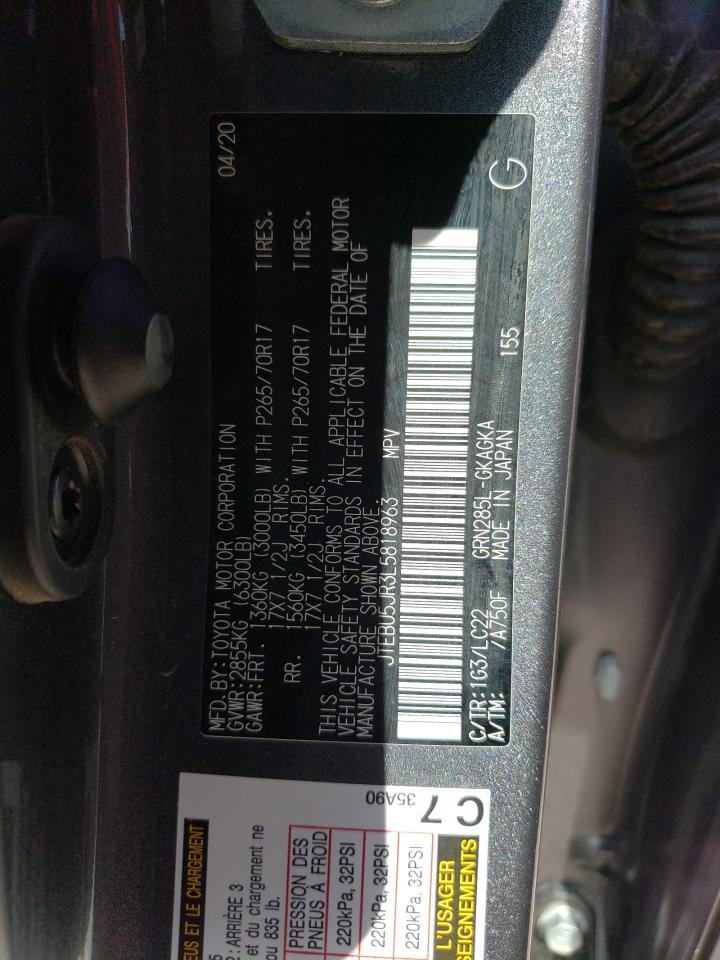 MFD.BY:TOYOTA MOTOR CORPORATION 04/20
GVWR:2855KG (6300LB)
GAWR:FRT. 1360KG (3000LB) WITH P265/70R17 TIRES.
17X7 1/2J RIMS.
RR. 1560KG (3450LB) WITH P265/70R17 TIRES.
17X7 1/2J RIMS.
THIS VEHICLE CONFORMS TO ALL APPLICABLE FEDERAL MOTOR
VEHICLE SAFETY STANDARDS IN EFFECT ON THE DATE OF
MANUFACTURE SHOWN ABOVE.
JTEBU5JR3L5818963 MPV
C/TR:1G3/LC22 GRN285L-GKAGKA
A/TM: /A750F MADE IN JAPAN 155 G
EUS ET LE CHARGEMENT
:ARRIÈRE 3
et du chargement ne
ou 835 lb.
PRESSION DES
PNEUS À FROID
220kPa, 32PSI
220kPa, 32PSI
220kPa, 32PSI
35A90
C7
L'USAGER
SEIGNEMENTS